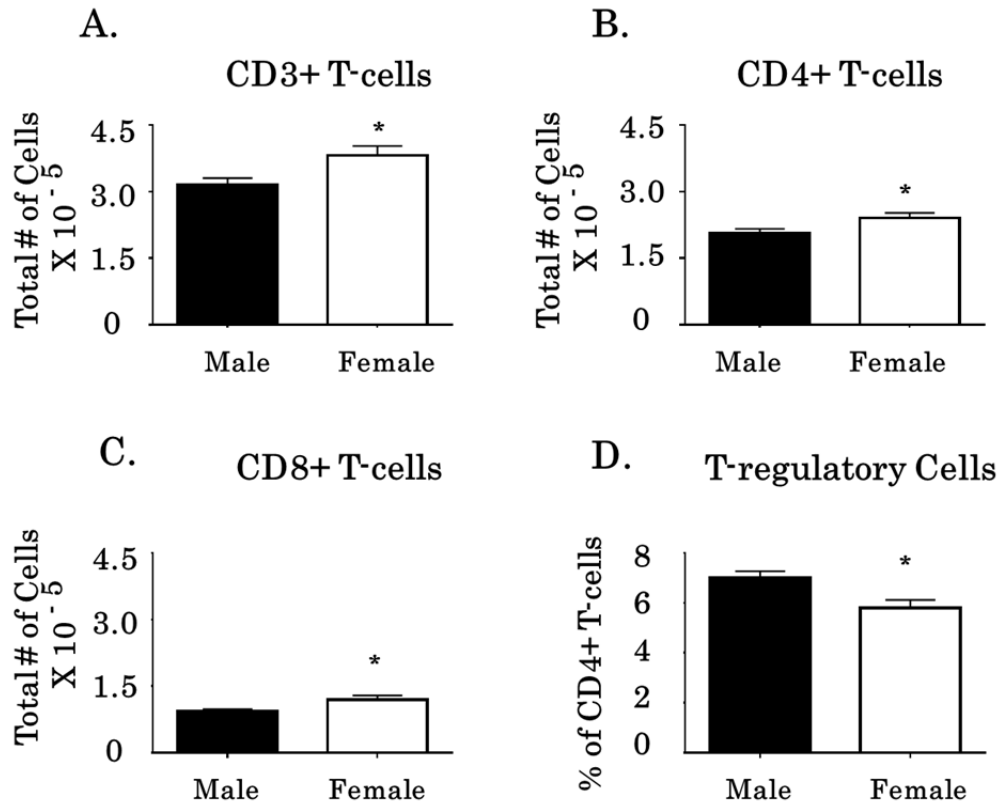 A.
CD3+ T-cells
Total # of Cells
X 10 - 5
4.5
3.0
1.5
0
*
Male Female
B.
CD4+ T-cells
Total # of Cells
X 10 - 5
4.5
3.0
1.5
0
*
Male Female
C.
CD8+ T-cells
Total # of Cells
X 10 - 5
4.5
3.0
1.5
0
*
Male Female
D.
T-regulatory Cells
% of CD4+ T-cells
8
6
4
2
0
*
Male Female